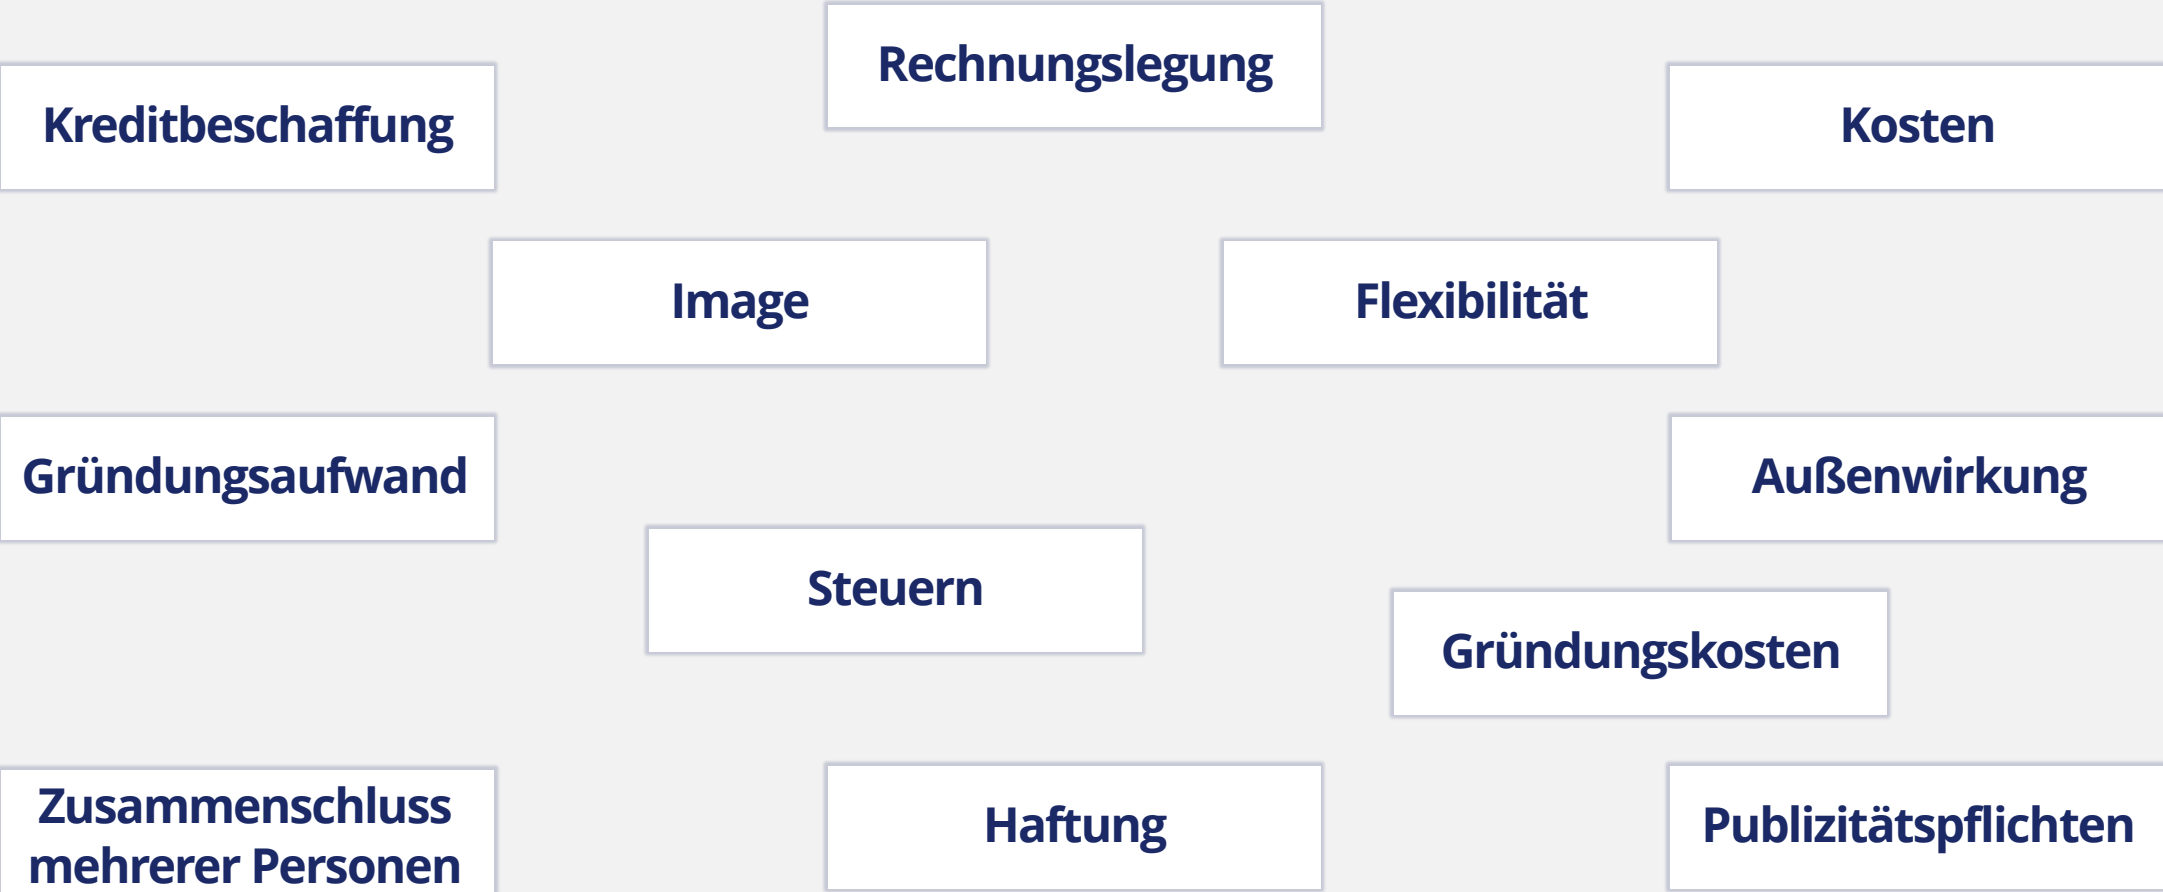 Rechnungslegung
Kreditbeschaffung
Kosten
Image
Flexibilität
Gründungsaufwand
Außenwirkung
Steuern
Gründungskosten
Zusammenschluss
mehrerer Personen
Haftung
Publizitätspflichten